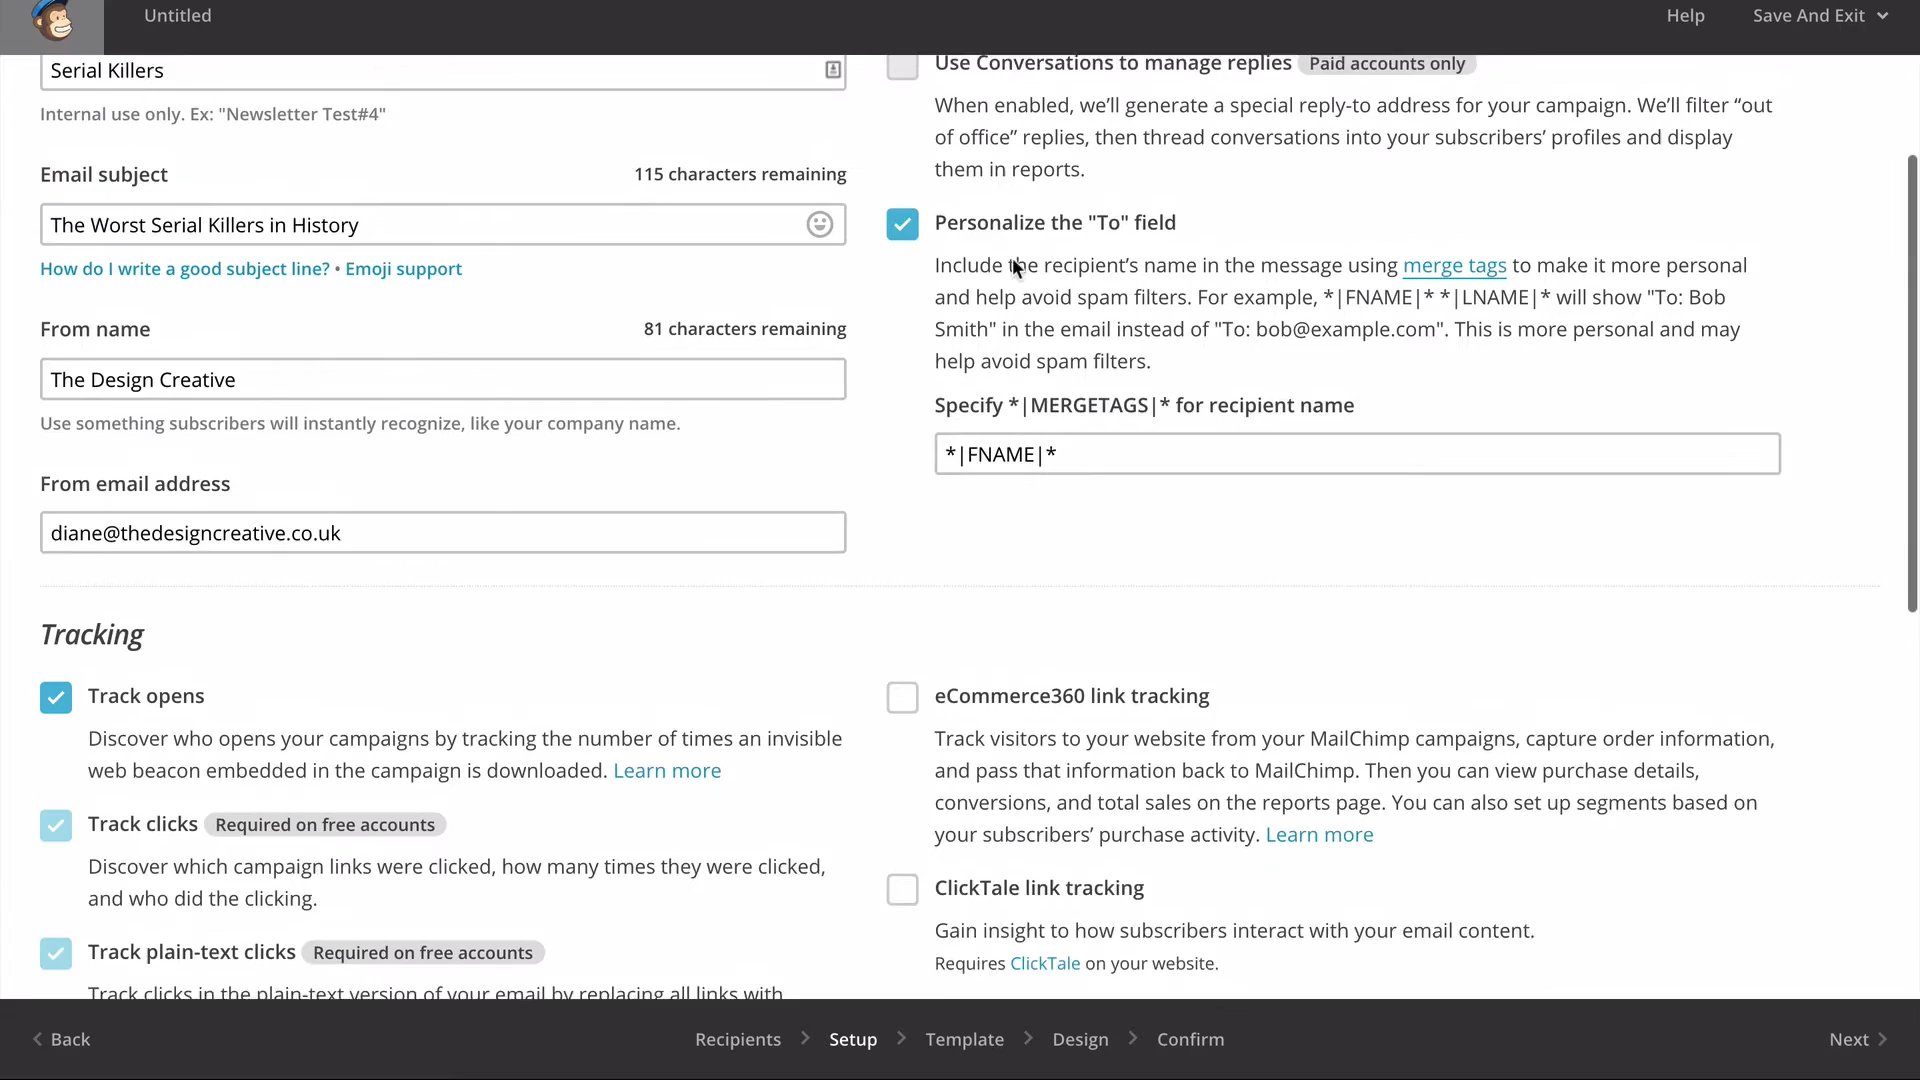 Untitled
Help
Save And Exit
Serial Killers
Internal use only. Ex: "Newsletter Test#4"
Email subject
115 characters remaining
The Worst Serial Killers in History
How do I write a good subject line? • Emoji support
From name
81 characters remaining
The Design Creative
Use something subscribers will instantly recognize, like your company name.
From email address
diane@thedesigncreative.co.uk
Use Conversations to manage replies Paid accounts only
When enabled, we’ll generate a special reply-to address for your campaign. We’ll filter “out
of office” replies, then thread conversations into your subscribers’ profiles and display
them in reports.
Personalize the "To" field
Include the recipient’s name in the message using merge tags to make it more personal
and help avoid spam filters. For example, *|FNAME|* *|LNAME|* will show "To: Bob
Smith" in the email instead of "To: bob@example.com". This is more personal and may
help avoid spam filters.
Specify *|MERGETAGS|* for recipient name
*|FNAME|*
Tracking
Track opens
Discover who opens your campaigns by tracking the number of times an invisible
web beacon embedded in the campaign is downloaded. Learn more
Track clicks Required on free accounts
Discover which campaign links were clicked, how many times they were clicked,
and who did the clicking.
Track plain-text clicks Required on free accounts
Track clicks in the plain-text version of your email by replacing all links with
eCommerce360 link tracking
Track visitors to your website from your MailChimp campaigns, capture order information,
and pass that information back to MailChimp. Then you can view purchase details,
conversions, and total sales on the reports page. You can also set up segments based on
your subscribers’ purchase activity. Learn more
ClickTale link tracking
Gain insight to how subscribers interact with your email content.
Requires ClickTale on your website.
Back
Recipients
Setup
Template
Design
Confirm
Next